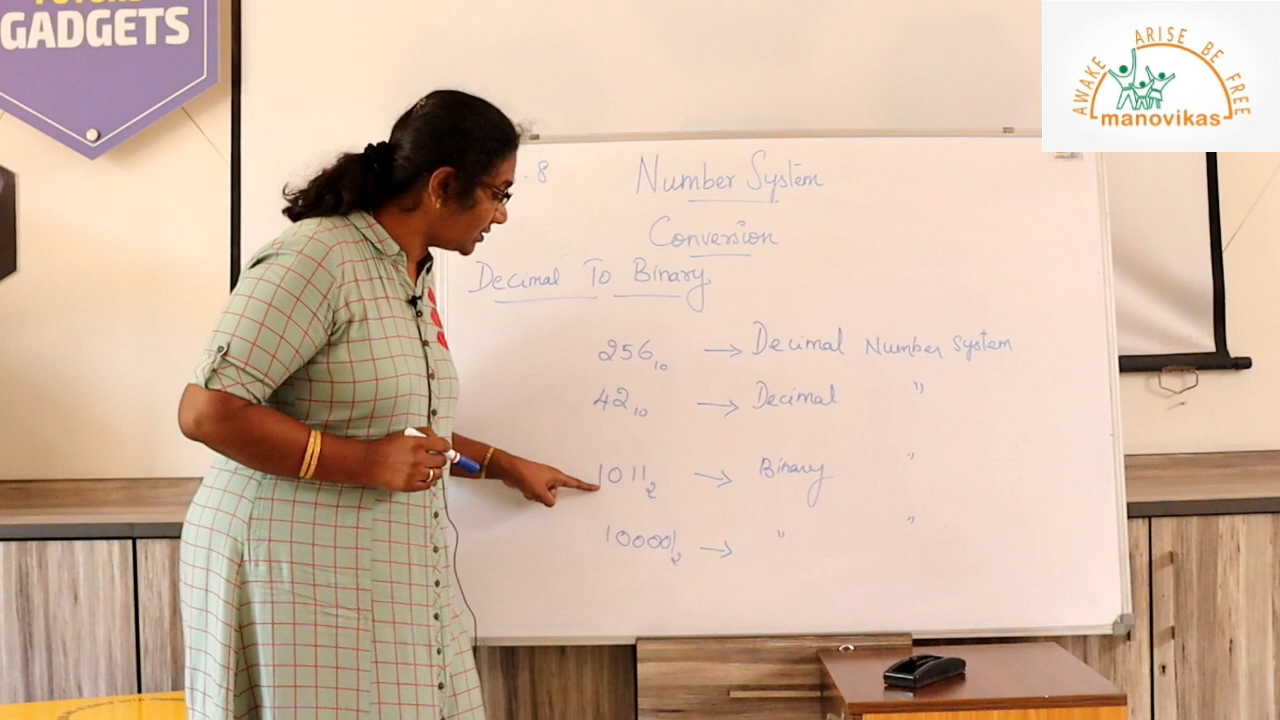 GADGETS
AWAKE ARISE BE FREE
manovikas
.8
Number System
Conversion
Decimal To Binary
256₁₀ → Decimal Number System
42₁₀ → Decimal "
1011₂ → Binary "
100001₂ → " "